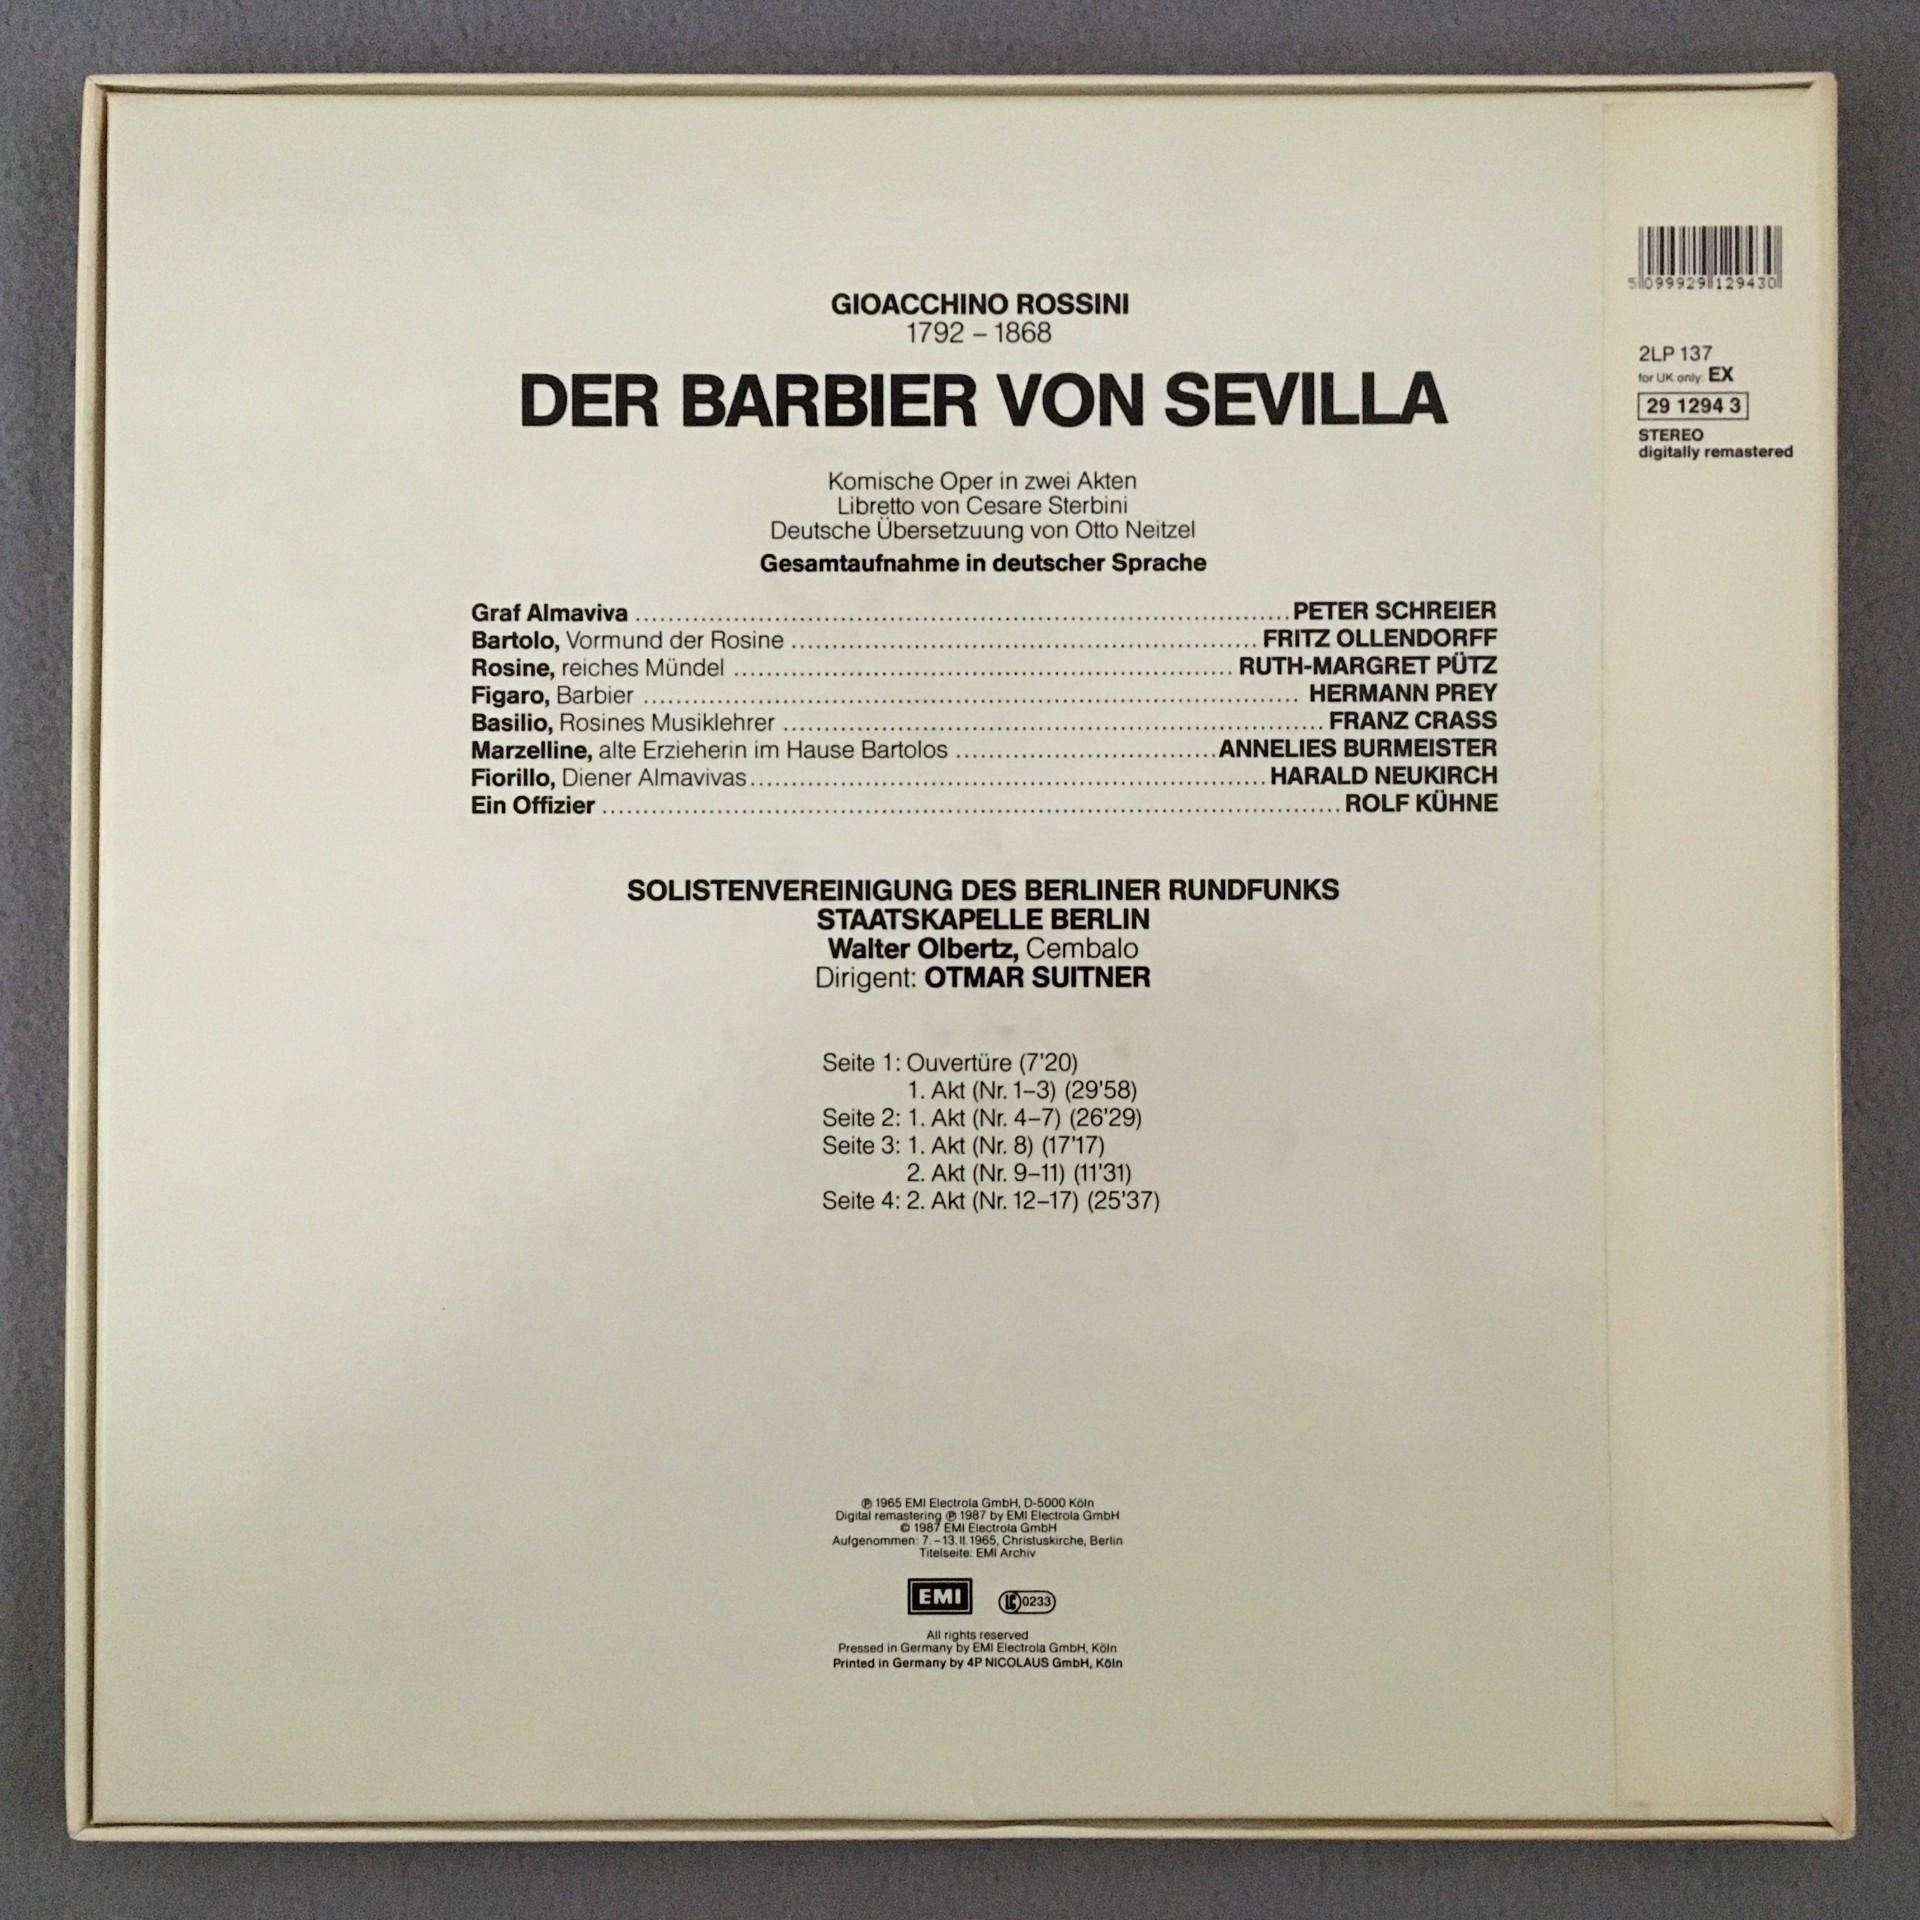 GIOACCHINO ROSSINI
1792 – 1868
DER BARBIER VON SEVILLA
Komische Oper in zwei Akten
Libretto von Cesare Sterbini
Deutsche Übersetzuung von Otto Neitzel
Gesamtaufnahme in deutscher Sprache
Graf Almaviva ........ PETER SCHREIER
Bartolo, Vormund der Rosine ........ FRITZ OLLENDORFF
Rosine, reiches Mündel ........ RUTH-MARGRET PÜTZ
Figaro, Barbier ........ HERMANN PREY
Basilio, Rosines Musiklehrer ........ FRANZ CRASS
Marzelline, alte Erzieherin im Hause Bartolos ........ ANNELIES BURMEISTER
Fiorillo, Diener Almavivas ........ HARALD NEUKIRCH
Ein Offizier ........ ROLF KÜHNE
SOLISTENVEREINIGUNG DES BERLINER RUNDFUNKS
STAATSKAPELLE BERLIN
Walter Olbertz, Cembalo
Dirigent: OTMAR SUITNER
Seite 1: Ouvertüre (7'20)
1. Akt (Nr. 1–3) (29'58)
Seite 2: 1. Akt (Nr. 4–7) (26'29)
Seite 3: 1. Akt (Nr. 8) (17'17)
2. Akt (Nr. 9–11) (11'31)
Seite 4: 2. Akt (Nr. 12–17) (25'37)
℗ 1965 EMI Electrola GmbH, D-5000 Köln
Digital remastering ℗ 1987 by EMI Electrola GmbH
© 1987 EMI Electrola GmbH
Aufgenommen: 7. – 13. II. 1965, Christuskirche, Berlin
Titelseite: EMI Archiv
EMI LC 0233
All rights reserved
Pressed in Germany by EMI Electrola GmbH, Köln
Printed in Germany by 4P NICOLAUS GmbH, Köln
5 099929 129430
2LP 137
for UK only: EX
29 1294 3
STEREO
digitally remastered